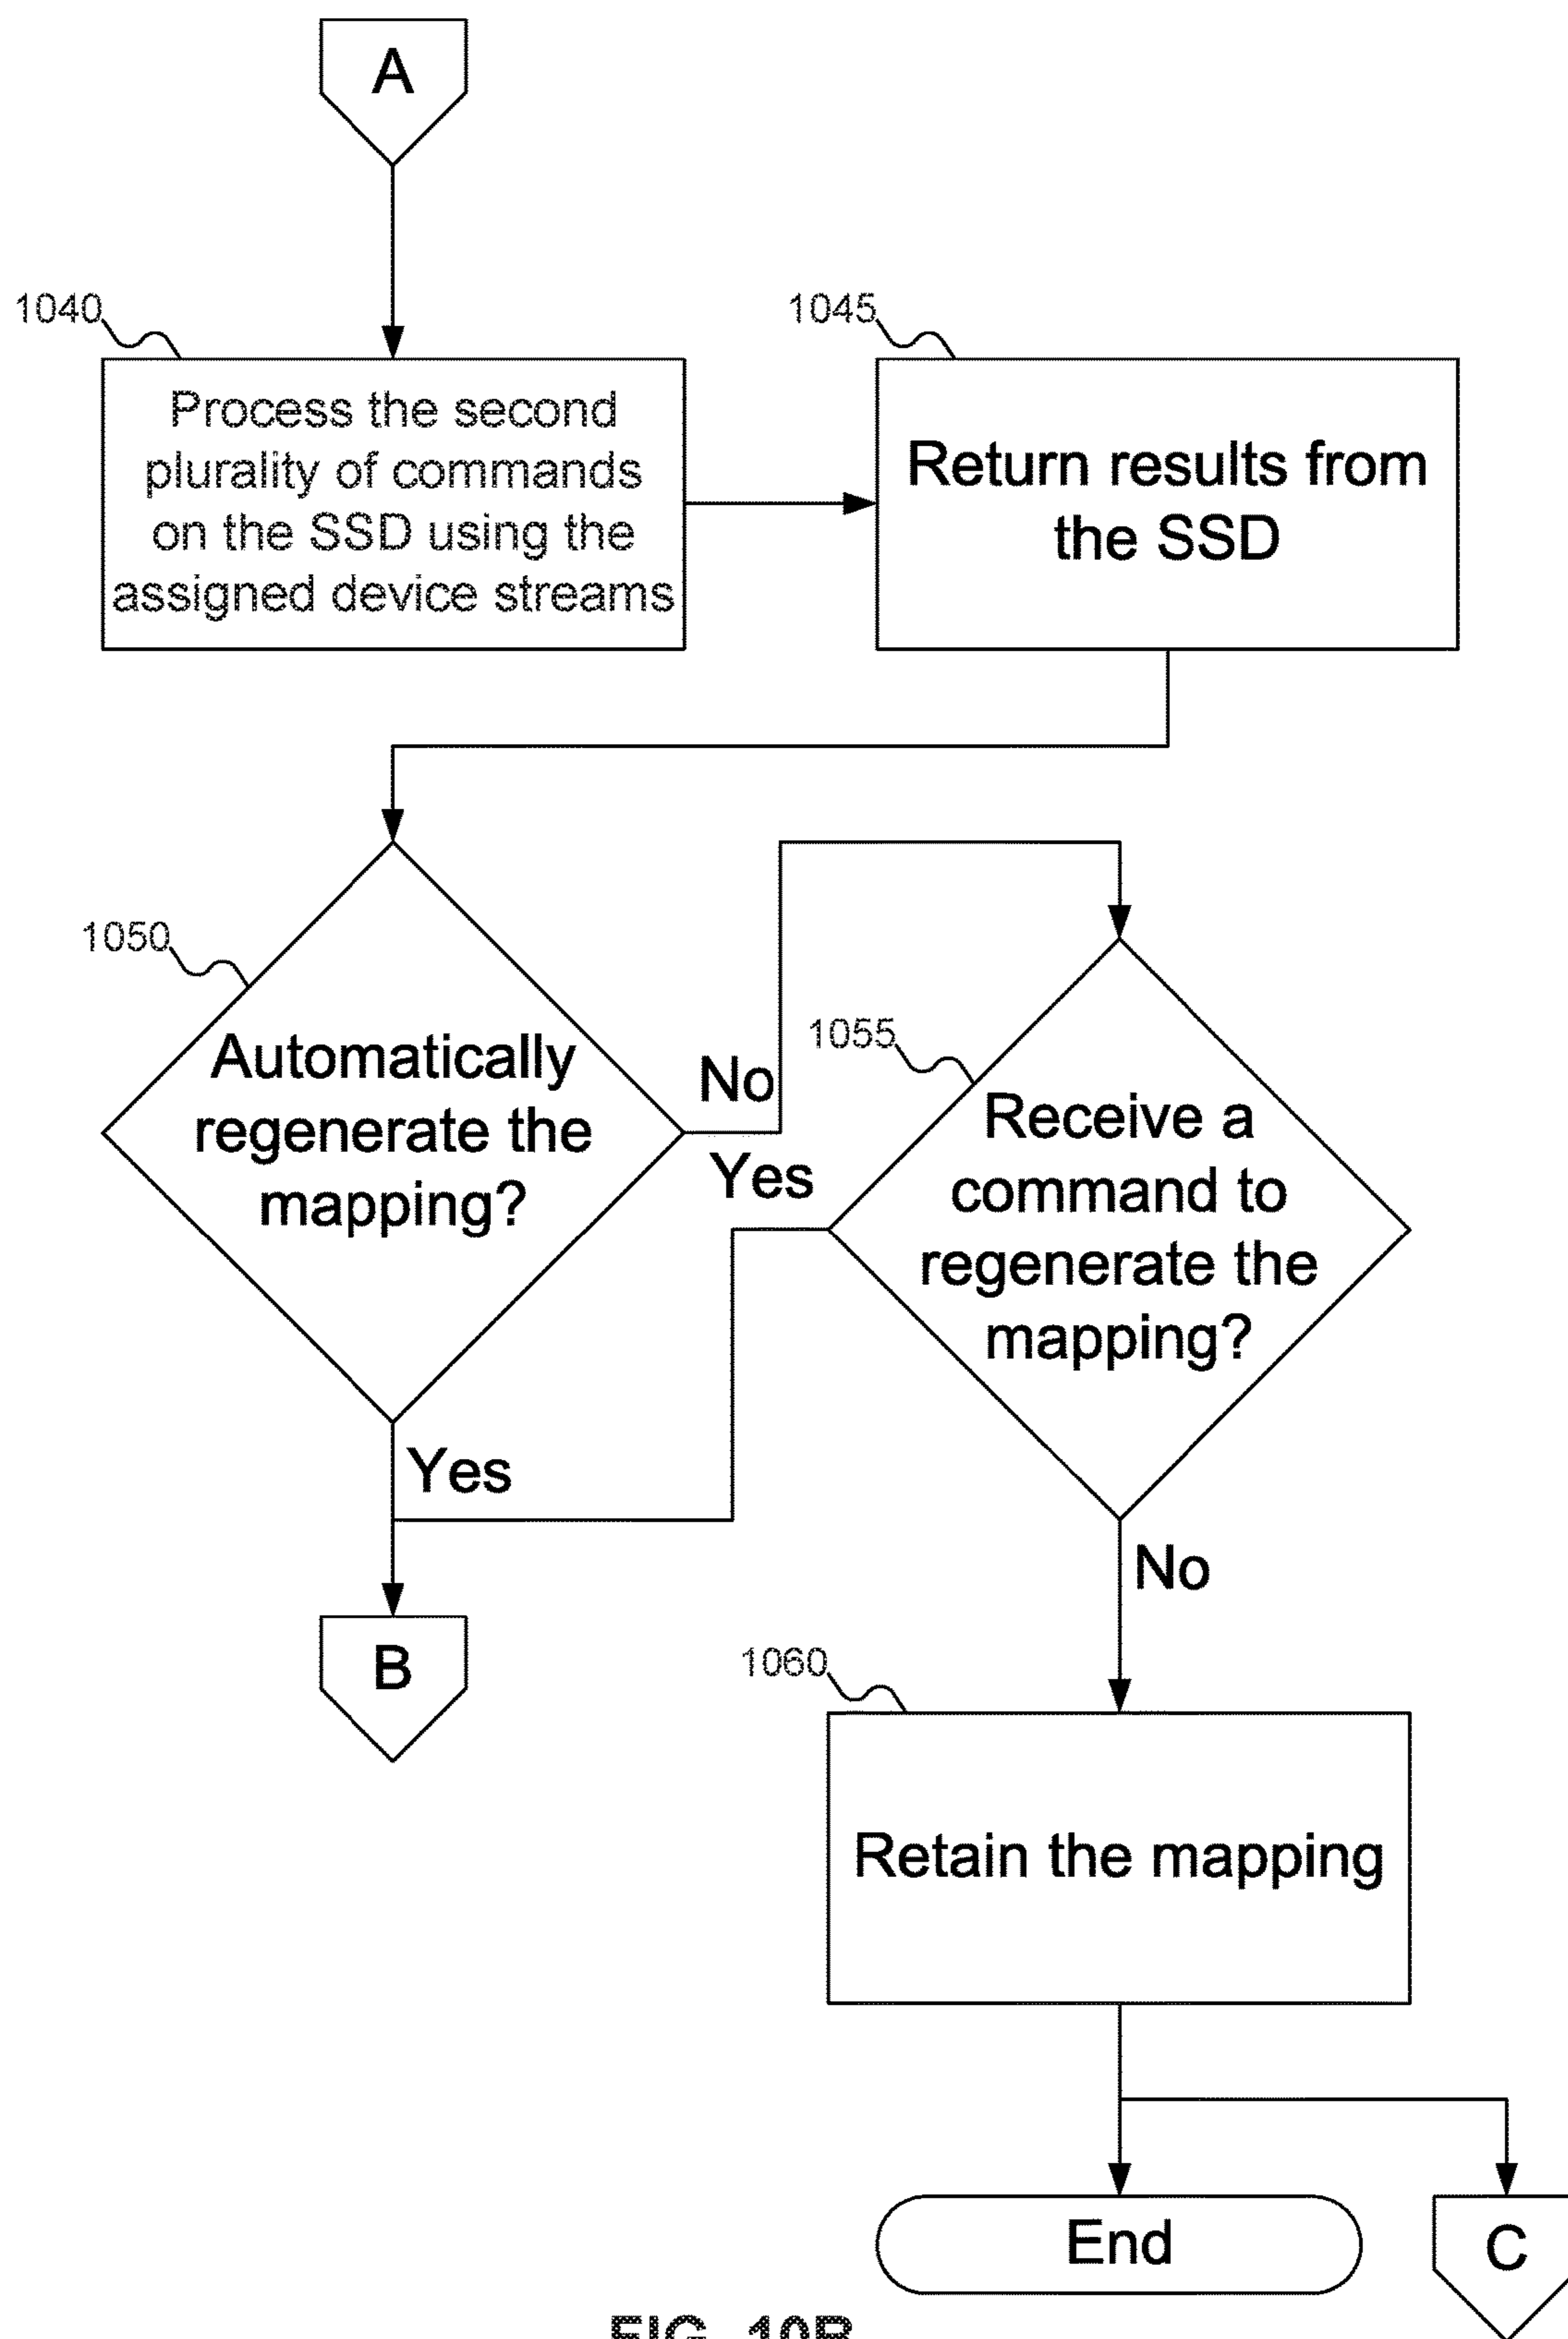 A
1040
Process the second
plurality of commands
on the SSD using the
assigned device streams
1045
Return results from
the SSD
1050
Automatically
regenerate the
mapping?
No
Yes
1055
Receive a
command to
regenerate the
mapping?
Yes
No
B
1060
Retain the mapping
End
C
FIG. 10B